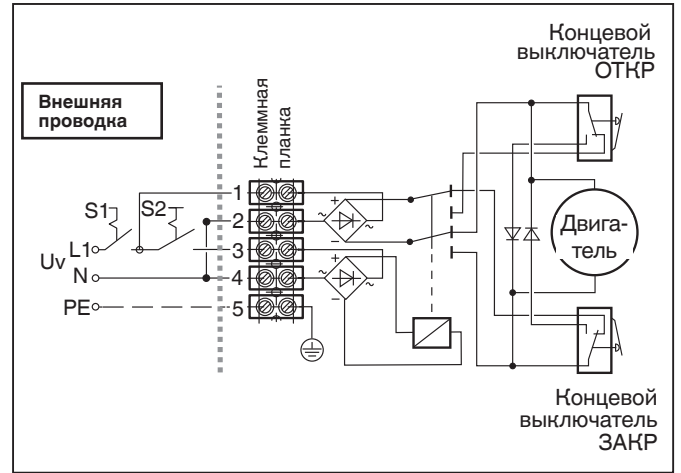 Концевой
выключатель
ОТКР
Внешняя
проводка
Клеммная
планка
S1
S2
1
2
3
4
5
Uv
L1
N
PE
~
+
~
−
~
+
~
−
Двига-
тель
Концевой
выключатель
ЗАКР